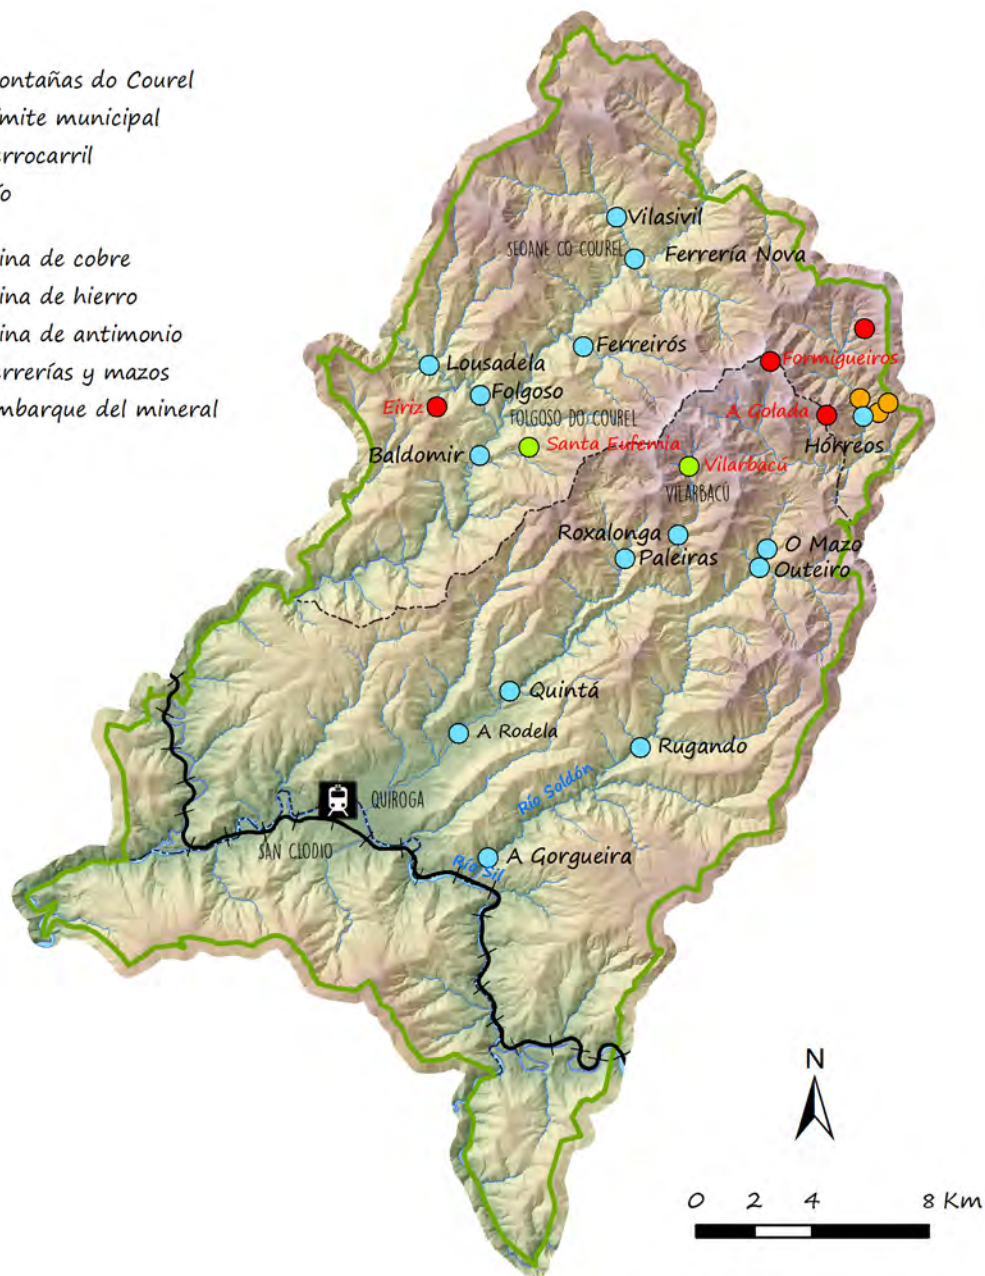 ontañas do Courel
mite municipal
rrocarril
ío
ina de cobre
ina de hierro
ina de antimonio
errerías y mazos
mbarque del mineral
Vilasivil
SEOANE CO COUREL
Ferrería Nova
Ferreirós
Formigueiros
Lousadela
Folgoso
Eiriz
FOLGOSO DO COUREL
A Golada
Hórreos
Baldomir
Santa Eufemia
Vilarbacú
VILARBACÚ
Roxalonga
Paleiras
O Mazo
Outeiro
Quintá
A Rodela
Rugando
Río Soldón
QUIROGA
SAN CLODIO
Río Sil
A Gorgueira
N
0 2 4 8 Km